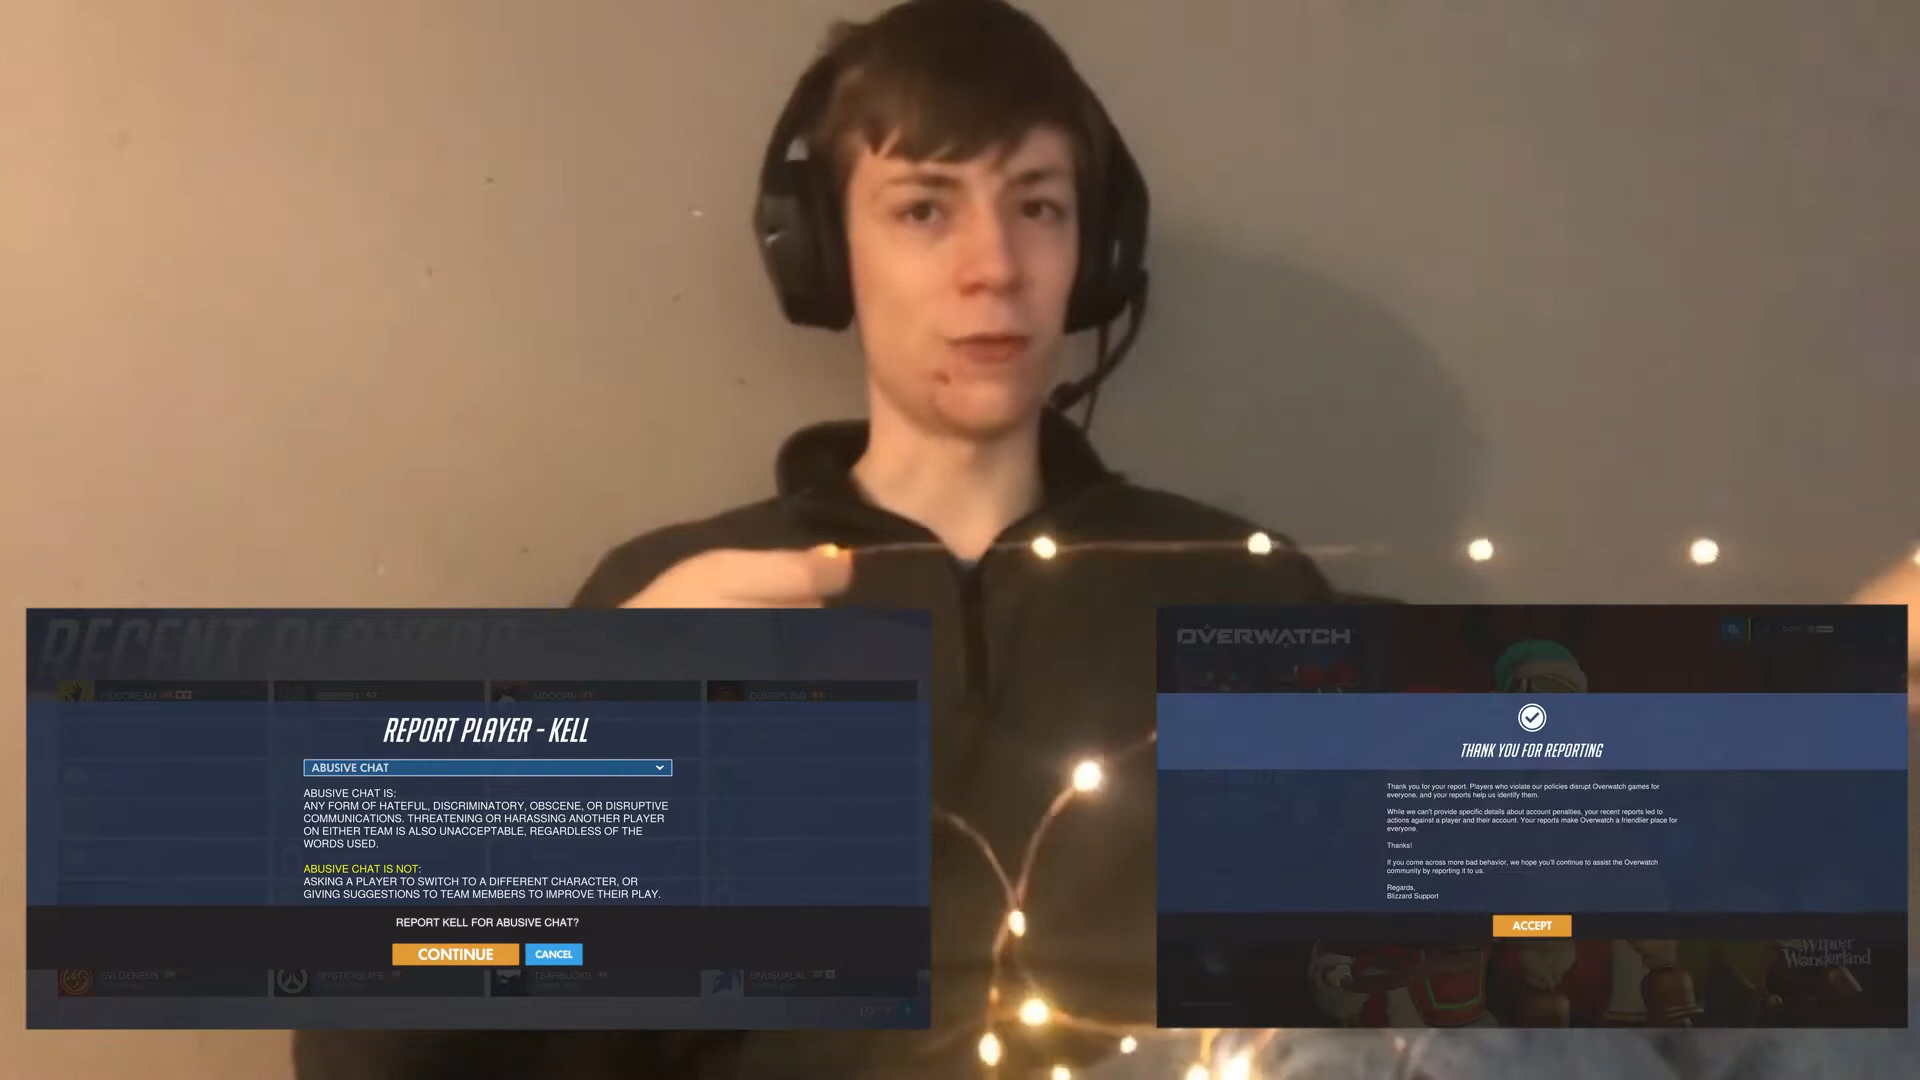 RECENT PLAYERS
REPORT PLAYER - KELL
ABUSIVE CHAT
ABUSIVE CHAT IS:
ANY FORM OF HATEFUL, DISCRIMINATORY, OBSCENE, OR DISRUPTIVE
COMMUNICATIONS. THREATENING OR HARASSING ANOTHER PLAYER
ON EITHER TEAM IS ALSO UNACCEPTABLE, REGARDLESS OF THE
WORDS USED.
ABUSIVE CHAT IS NOT:
ASKING A PLAYER TO SWITCH TO A DIFFERENT CHARACTER, OR
GIVING SUGGESTIONS TO TEAM MEMBERS TO IMPROVE THEIR PLAY.
REPORT KELL FOR ABUSIVE CHAT?
CONTINUE
CANCEL
OVERWATCH
THANK YOU FOR REPORTING
Thank you for your report. Players who violate our policies disrupt Overwatch games for
everyone, and your reports help us identify them.
While we can't provide specific details about account penalties, your recent reports led to
actions against a player and their account. Your reports make Overwatch a friendlier place for
everyone.
Thanks!
If you come across more bad behavior, we hope you'll continue to assist the Overwatch
community by reporting it to us.
Regards,
Blizzard Support
ACCEPT
Winter
Wonderland